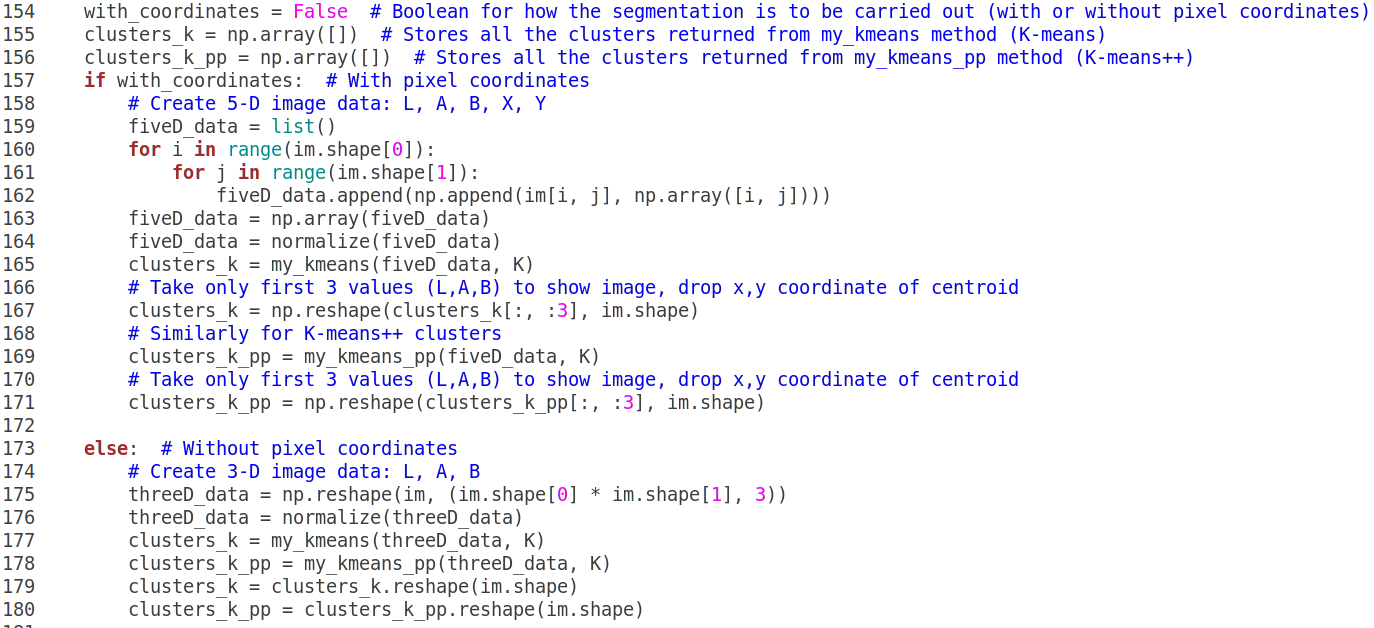 154 with_coordinates = False  # Boolean for how the segmentation is to be carried out (with or without pixel coordinates)
155 clusters_k = np.array([])  # Stores all the clusters returned from my_kmeans method (K-means)
156 clusters_k_pp = np.array([])  # Stores all the clusters returned from my_kmeans_pp method (K-means++)
157 if with_coordinates:  # With pixel coordinates
158     # Create 5-D image data: L, A, B, X, Y
159     fiveD_data = list()
160     for i in range(im.shape[0]):
161         for j in range(im.shape[1]):
162             fiveD_data.append(np.append(im[i, j], np.array([i, j])))
163     fiveD_data = np.array(fiveD_data)
164     fiveD_data = normalize(fiveD_data)
165     clusters_k = my_kmeans(fiveD_data, K)
166     # Take only first 3 values (L,A,B) to show image, drop x,y coordinate of centroid
167     clusters_k = np.reshape(clusters_k[:, :3], im.shape)
168     # Similarly for K-means++ clusters
169     clusters_k_pp = my_kmeans_pp(fiveD_data, K)
170     # Take only first 3 values (L,A,B) to show image, drop x,y coordinate of centroid
171     clusters_k_pp = np.reshape(clusters_k_pp[:, :3], im.shape)
172
173 else:  # Without pixel coordinates
174     # Create 3-D image data: L, A, B
175     threeD_data = np.reshape(im, (im.shape[0] * im.shape[1], 3))
176     threeD_data = normalize(threeD_data)
177     clusters_k = my_kmeans(threeD_data, K)
178     clusters_k_pp = my_kmeans_pp(threeD_data, K)
179     clusters_k = clusters_k.reshape(im.shape)
180     clusters_k_pp = clusters_k_pp.reshape(im.shape)